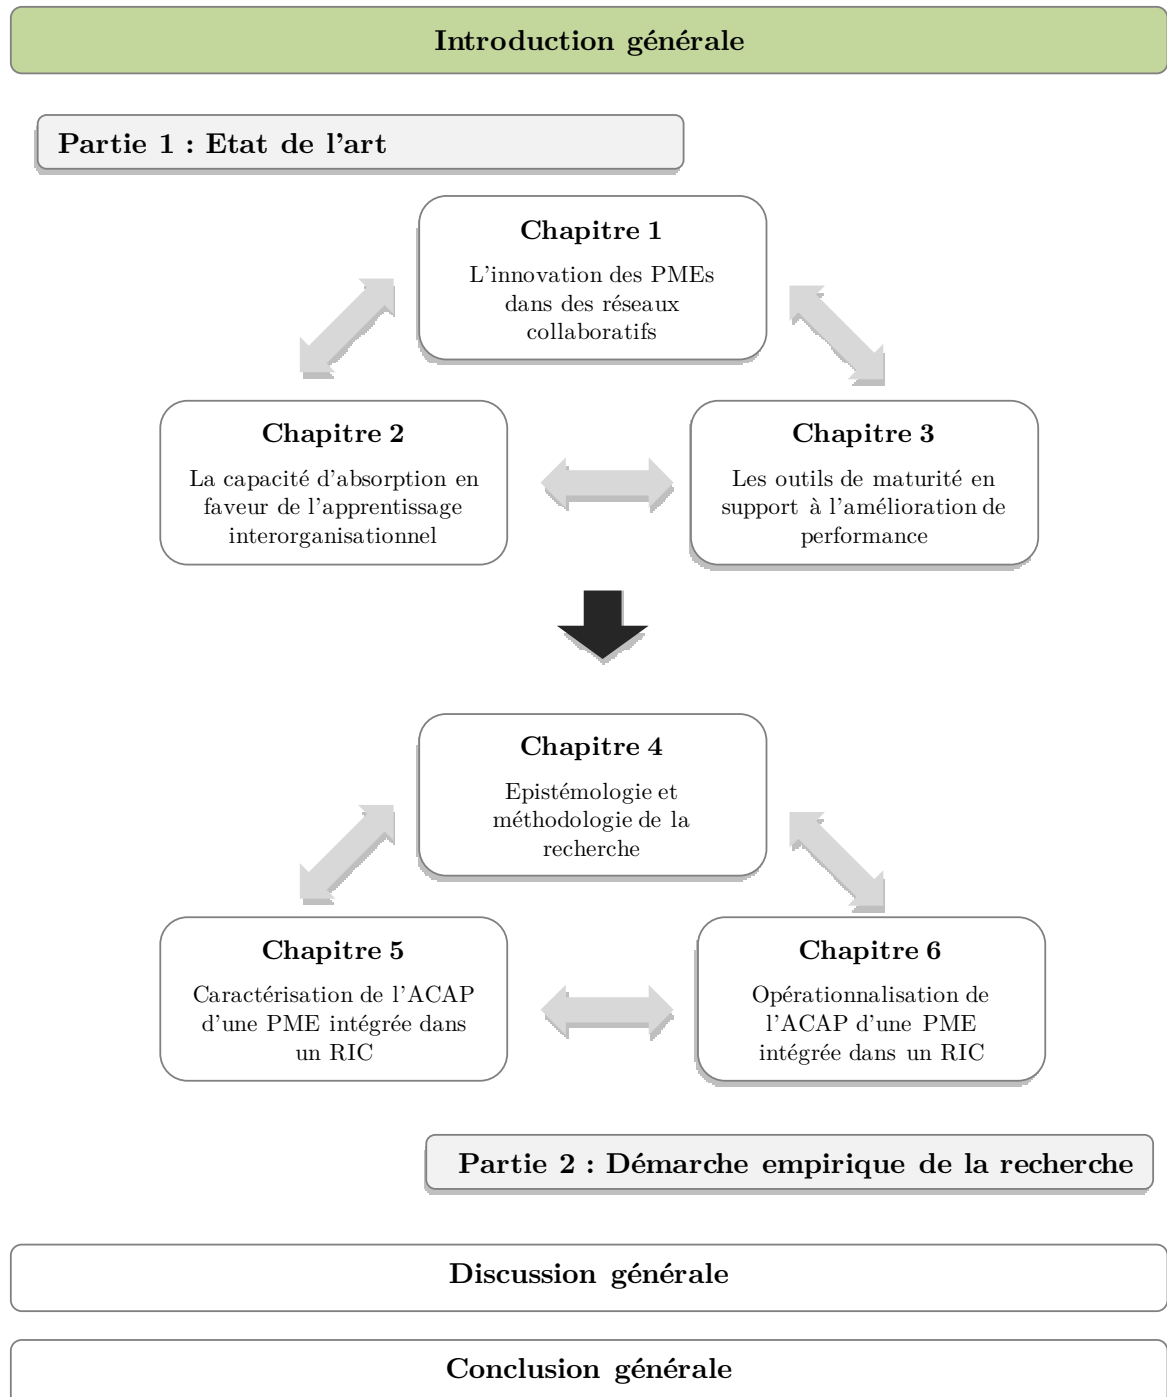 Introduction générale
Partie 1 : Etat de l'art
Chapitre 1
L'innovation des PMEs
dans des réseaux
collaboratifs
Chapitre 2
La capacité d'absorption en
faveur de l'apprentissage
interorganisationnel
Chapitre 3
Les outils de maturité en
support à l'amélioration de
performance
Chapitre 4
Epistémologie et
méthodologie de la
recherche
Chapitre 5
Caractérisation de l'ACAP
d'une PME intégrée dans
un RIC
Chapitre 6
Opérationnalisation de
l'ACAP d'une PME
intégrée dans un RIC
Partie 2 : Démarche empirique de la recherche
Discussion générale
Conclusion générale